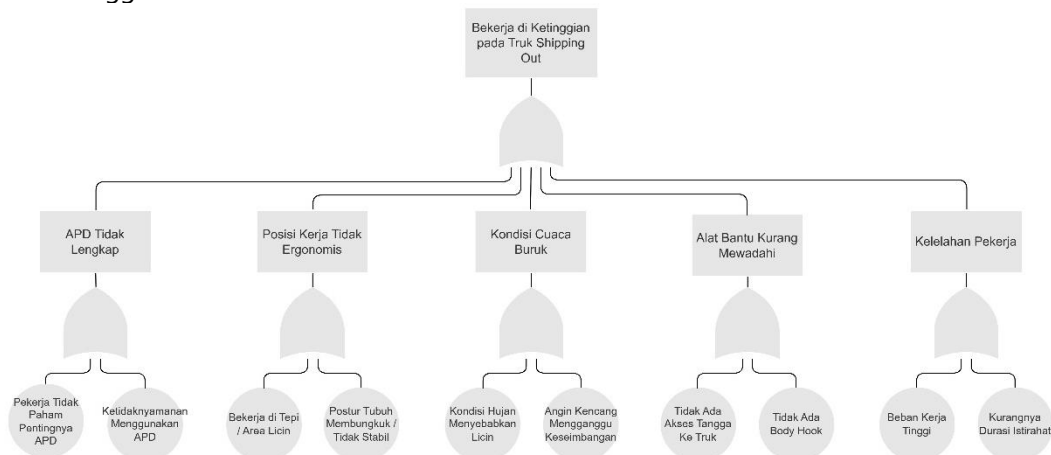 Bekerja di Ketinggian
pada Truk Shipping
Out
APD Tidak
Lengkap
Posisi Kerja Tidak
Ergonomis
Kondisi Cuaca
Buruk
Alat Bantu Kurang
Mewadahi
Kelelahan Pekerja
Pekerja Tidak
Paham
Pentingnya
APD
Ketidaknyamanan
Menggunakan
APD
Bekerja di Tepi
/ Area Licin
Postur Tubuh
Membungkuk /
Tidak Stabil
Kondisi Hujan
Menyebabkan
Licin
Angin Kencang
Mengganggu
Keseimbangan
Tidak Ada
Akses Tangga
Ke Truk
Tidak Ada
Body Hook
Beban Kerja
Tinggi
Kurangnya
Durasi Istirahat